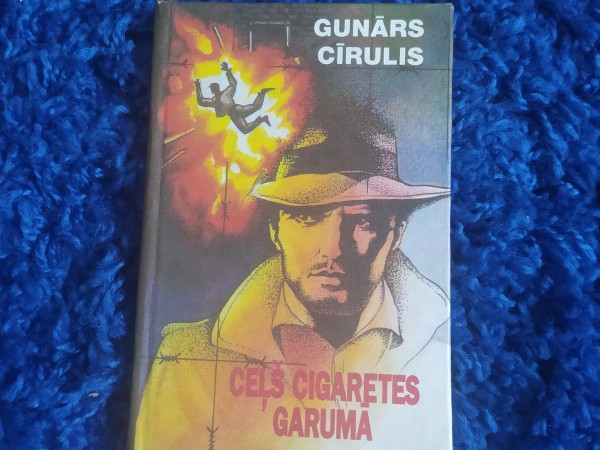 GUNĀRS
CĪRULIS
CEĻŠ CIGARETES
GARUMĀ